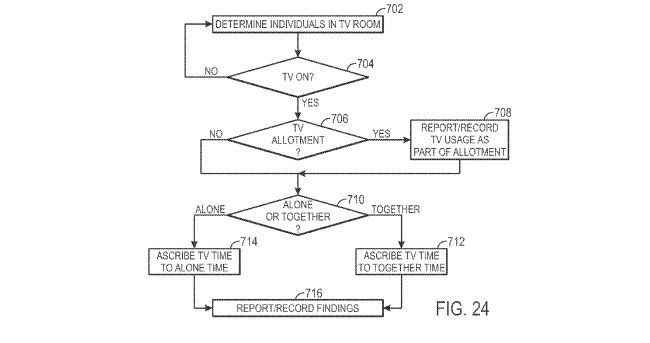 702
DETERMINE INDIVIDUALS IN TV ROOM
704
TV ON?
NO
YES
706
TV
ALLOTMENT
?
NO
YES
708
REPORT/RECORD
TV USAGE AS
PART OF ALLOTMENT
710
ALONE
OR TOGETHER
?
ALONE
TOGETHER
714
ASCRIBE TV TIME
TO ALONE TIME
712
ASCRIBE TV TIME
TO TOGETHER TIME
716
REPORT/RECORD FINDINGS
FIG. 24